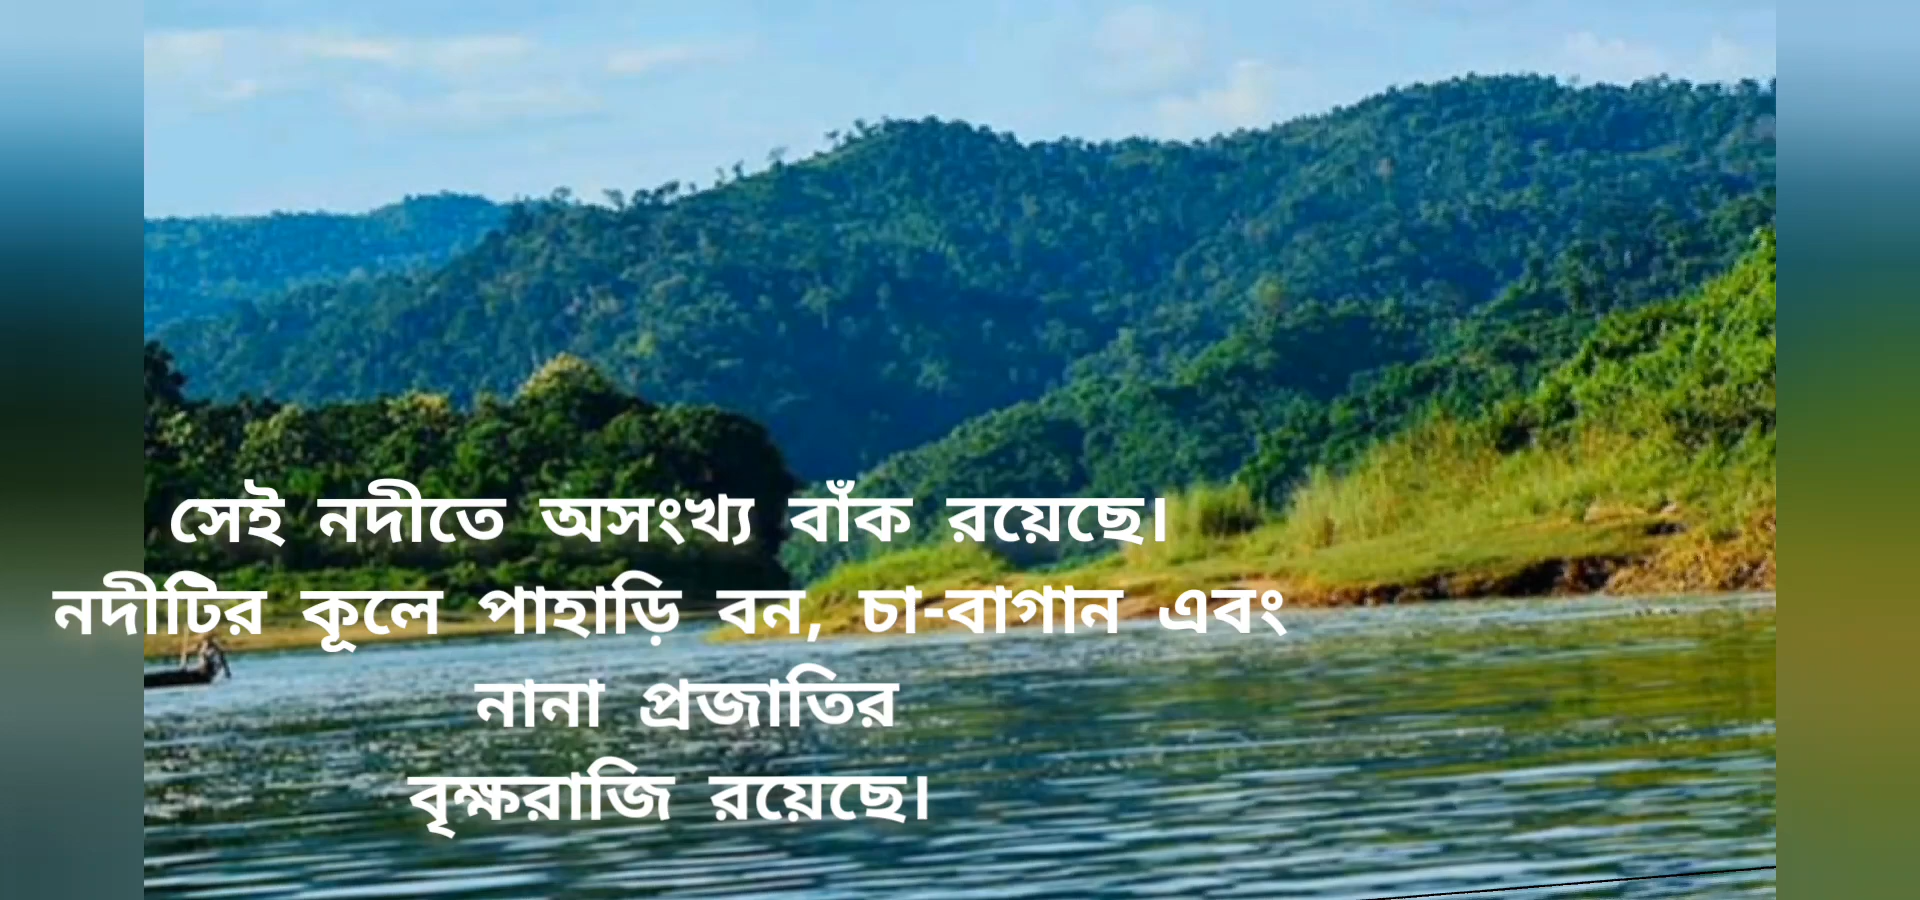 সেই নদীতে অসংখ্য বাঁক রয়েছে।
নদীটির কূলে পাহাড়ি বন, চা-বাগান এবং
নানা প্রজাতির
বৃক্ষরাজি রয়েছে।